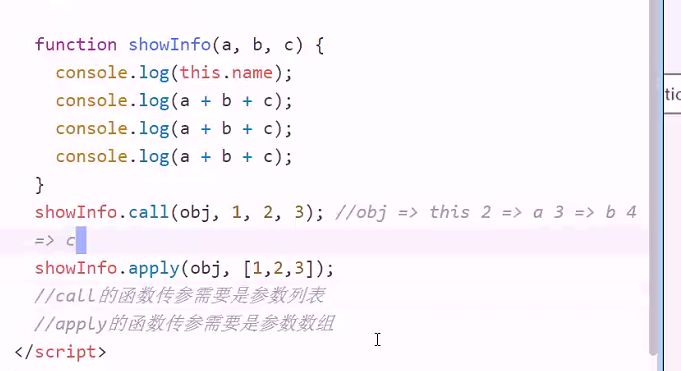 function showInfo(a, b, c) {
console.log(this.name);
console.log(a + b + c);
console.log(a + b + c);
console.log(a + b + c);
}
showInfo.call(obj, 1, 2, 3); //obj => this 2 => a 3 => b 4
=> c
showInfo.apply(obj, [1,2,3]);
//call的函数传参需要是参数列表
//apply的函数传参需要是参数数组
</script>